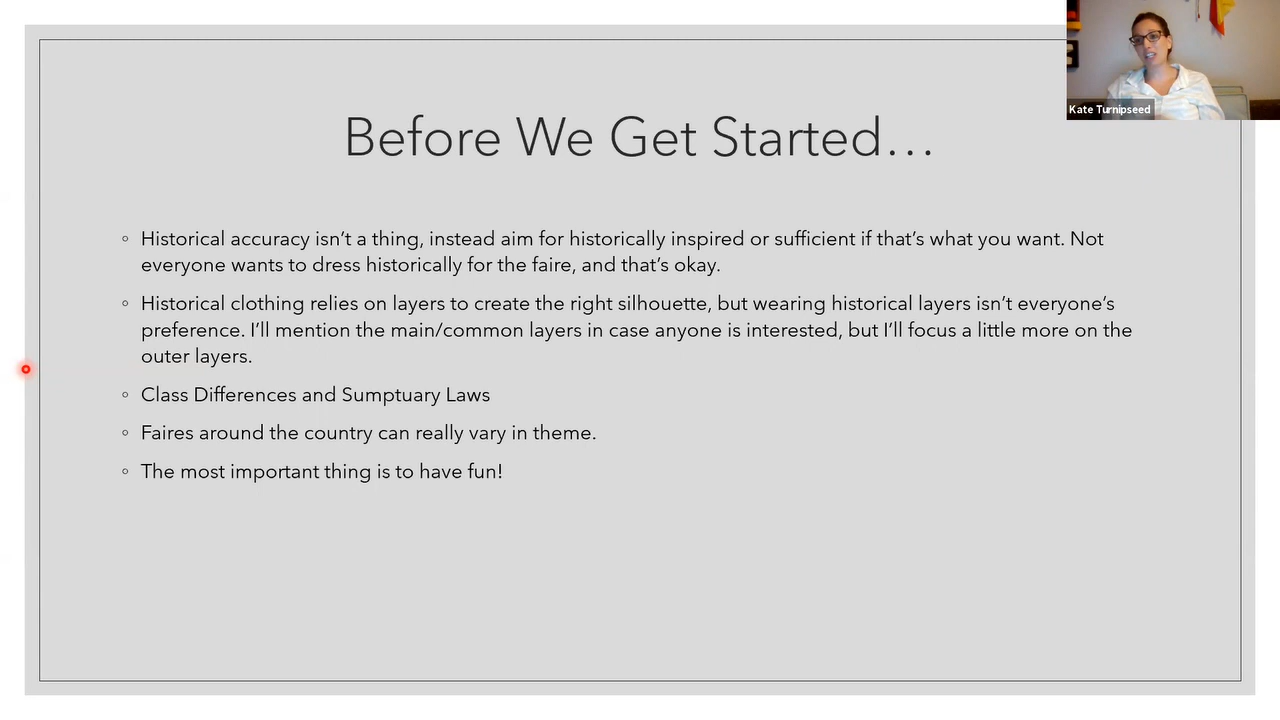 Before We Get Started...
Kate Turnipseed
Historical accuracy isn't a thing, instead aim for historically inspired or sufficient if that's what you want. Not
everyone wants to dress historically for the faire, and that's okay.
Historical clothing relies on layers to create the right silhouette, but wearing historical layers isn't everyone's
preference. I'll mention the main/common layers in case anyone is interested, but I'll focus a little more on the
outer layers.
Class Differences and Sumptuary Laws
Faires around the country can really vary in theme.
The most important thing is to have fun!